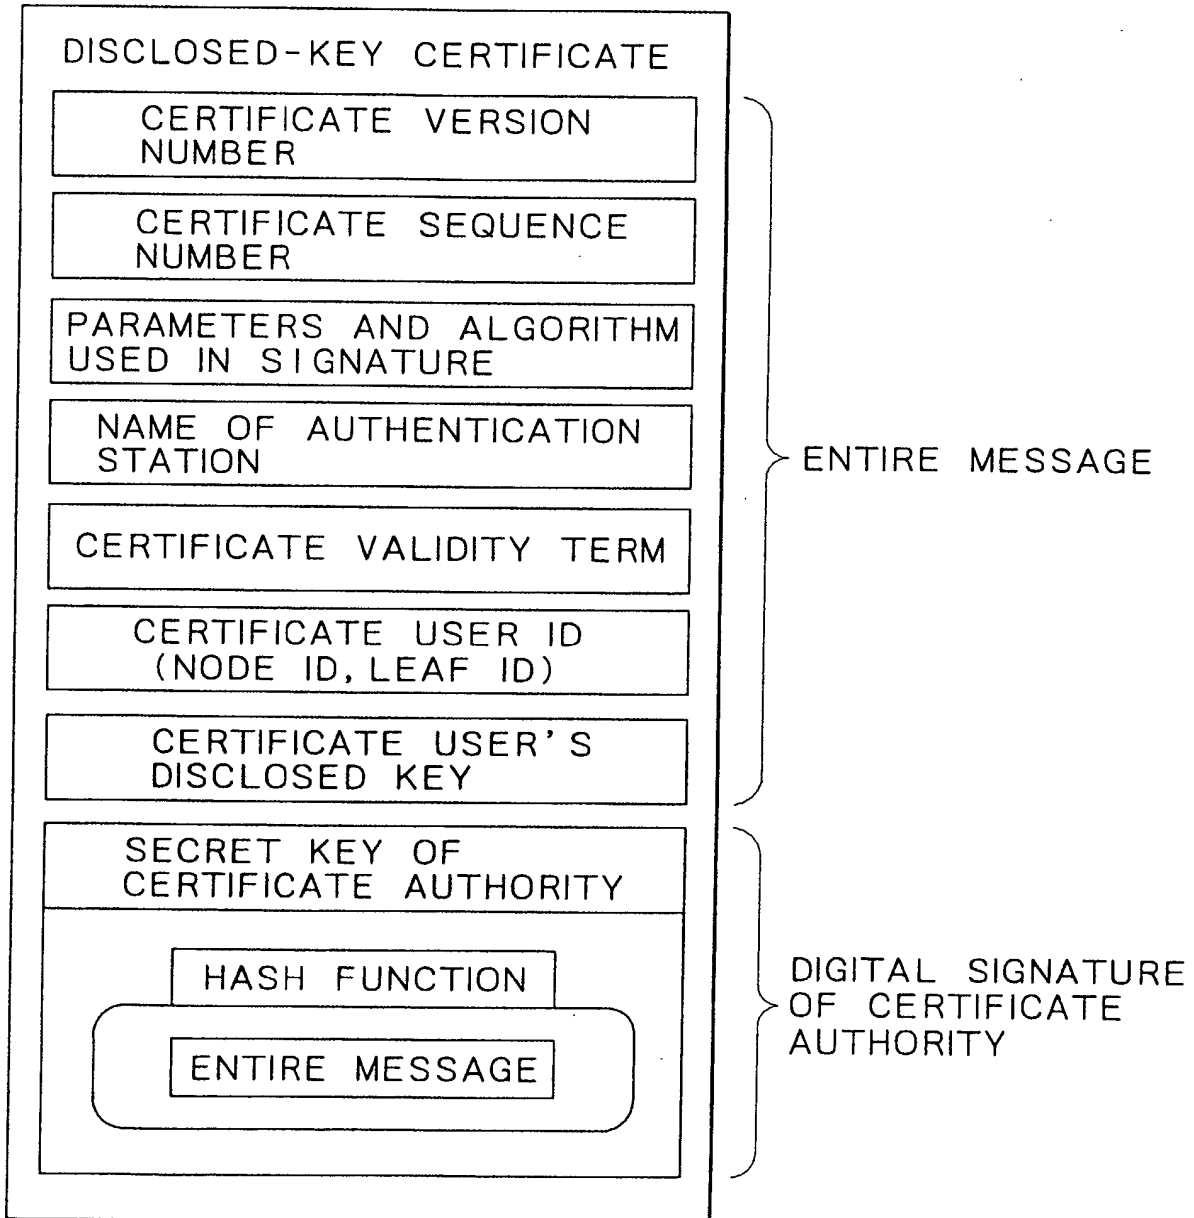 DISCLOSED-KEY CERTIFICATE
CERTIFICATE VERSION
NUMBER
CERTIFICATE SEQUENCE
NUMBER
PARAMETERS AND ALGORITHM
USED IN SIGNATURE
NAME OF AUTHENTICATION
STATION
CERTIFICATE VALIDITY TERM
CERTIFICATE USER ID
(NODE ID, LEAF ID)
CERTIFICATE USER'S
DISCLOSED KEY
ENTIRE MESSAGE
SECRET KEY OF
CERTIFICATE AUTHORITY
HASH FUNCTION
ENTIRE MESSAGE
DIGITAL SIGNATURE
OF CERTIFICATE
AUTHORITY